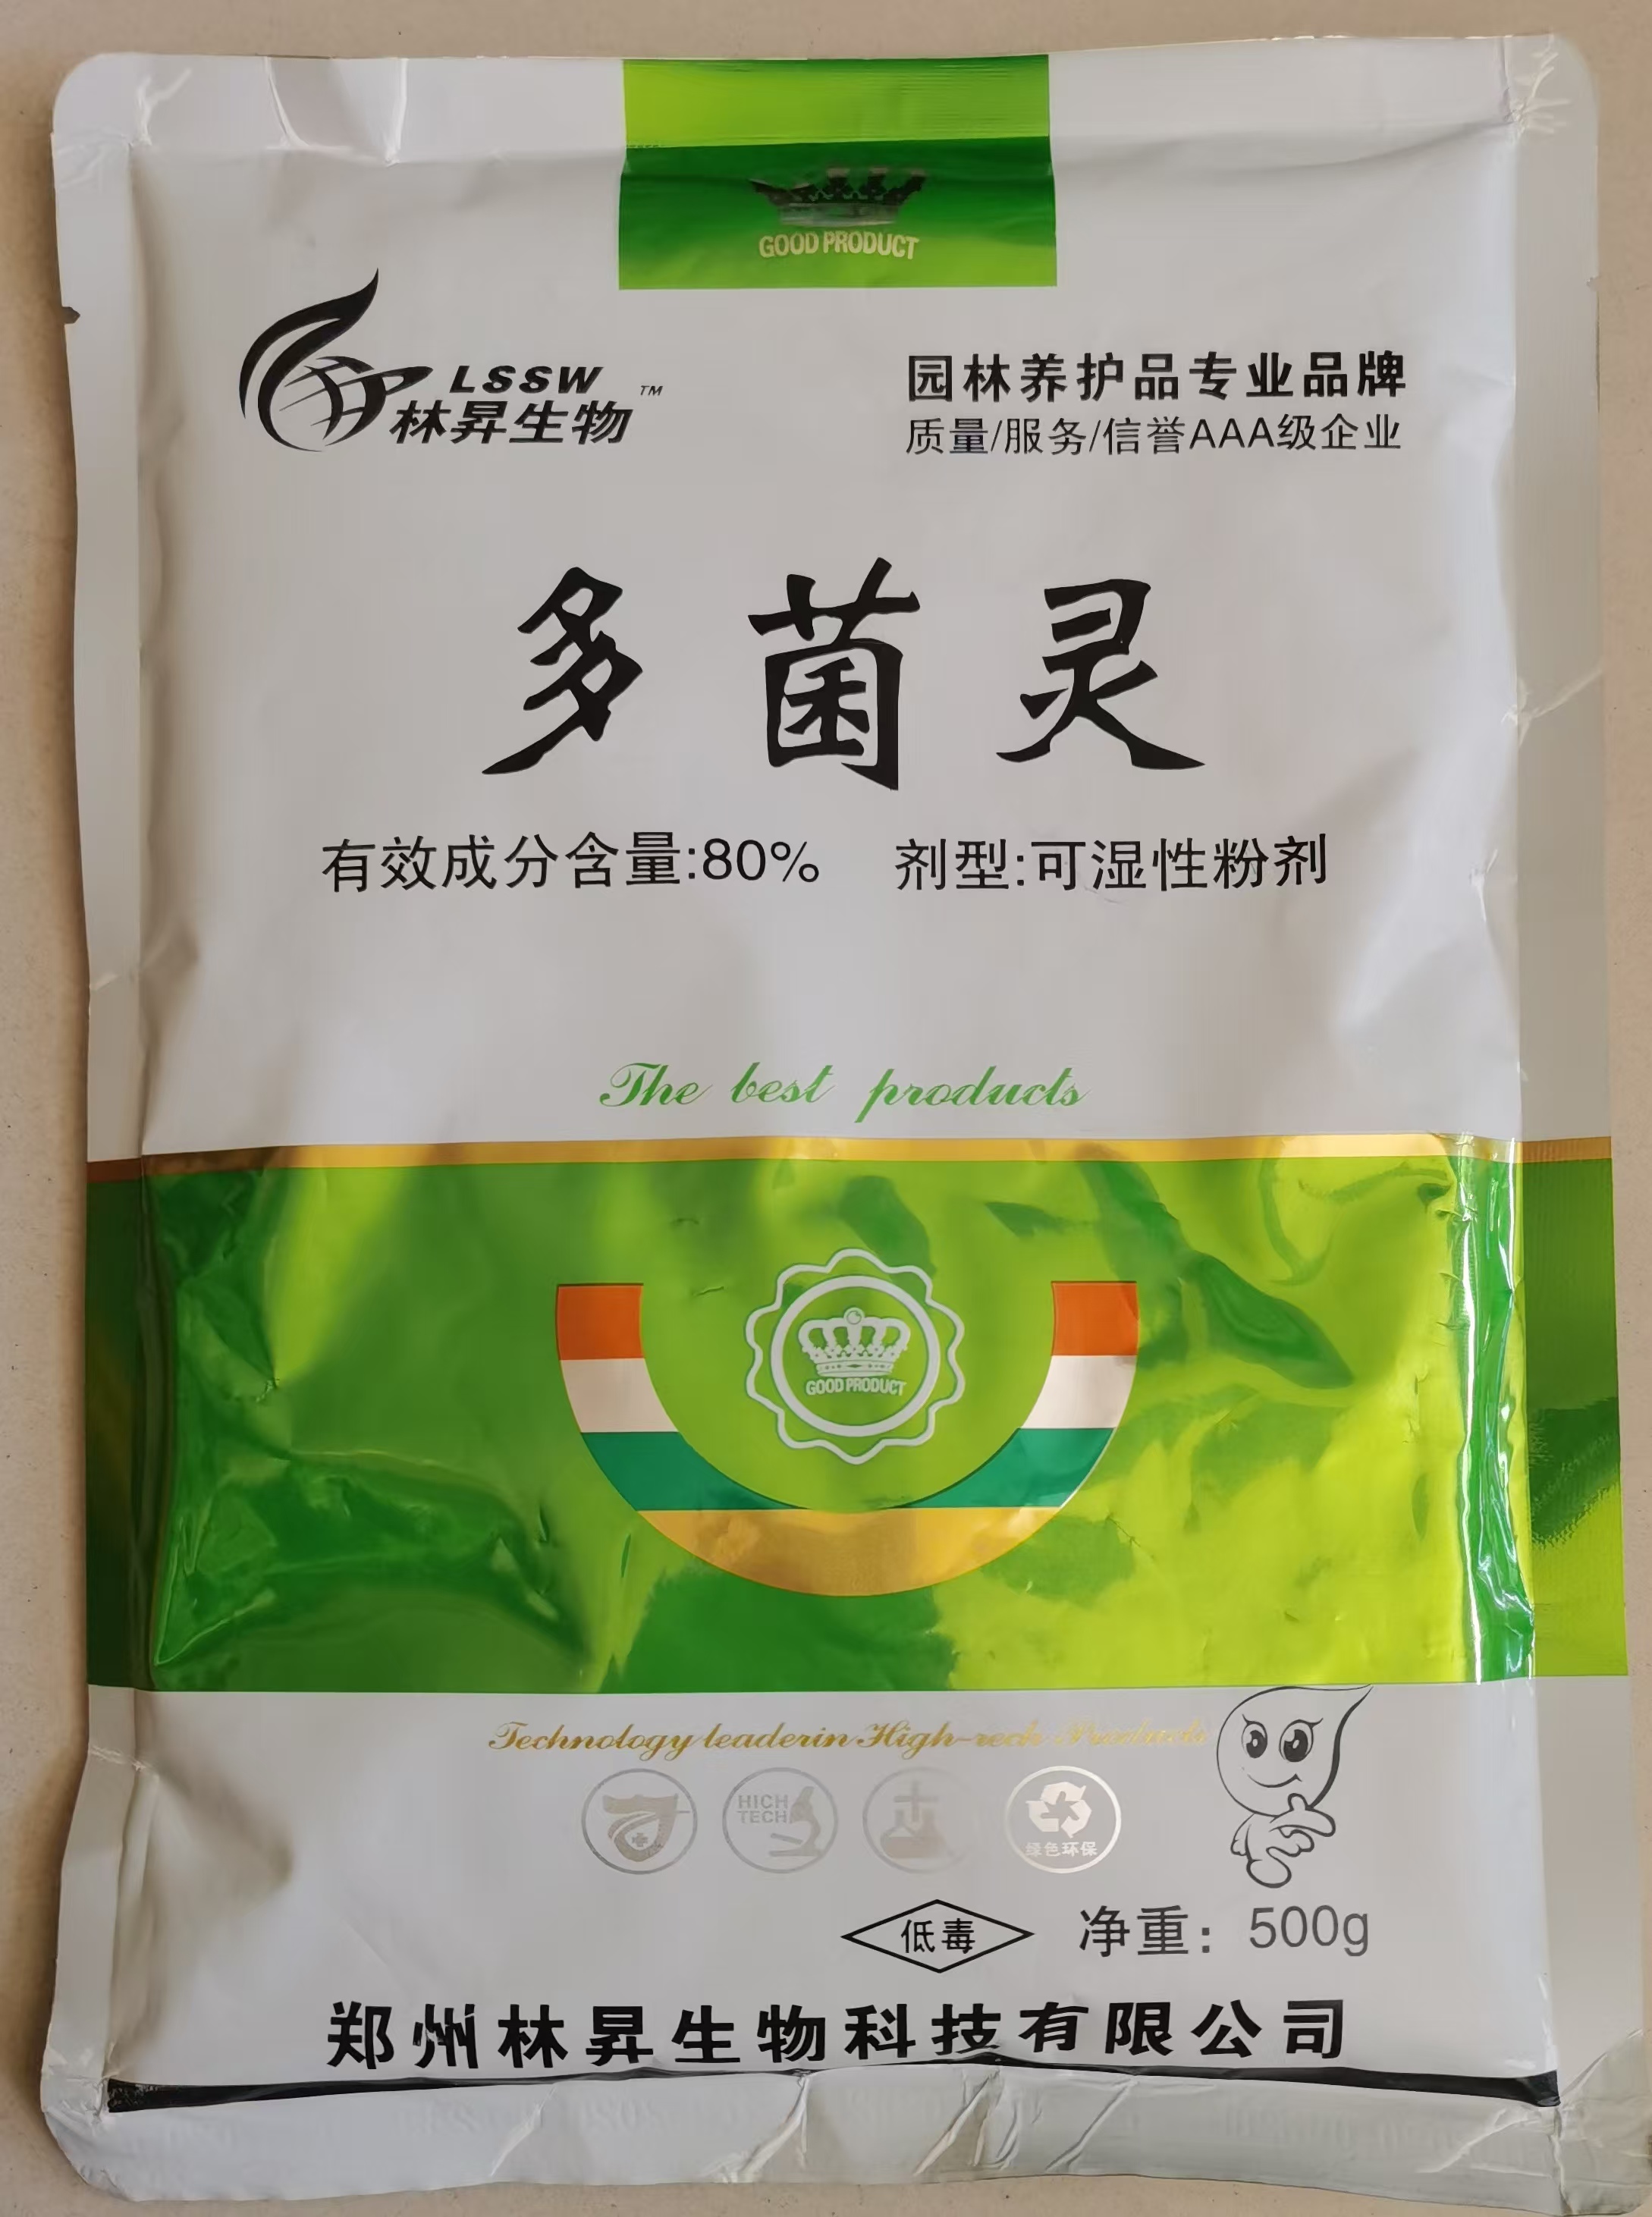 GOOD PRODUCT
LSSW TM
林昇生物
园林养护品专业品牌
质量/服务/信誉AAA级企业
多菌灵
有效成分含量:80% 剂型:可湿性粉剂
The best products
GOOD PRODUCT
Technology leaderin High-rech Products
HICH
TECH
绿色环保
低毒 净重：500g
郑州林昇生物科技有限公司